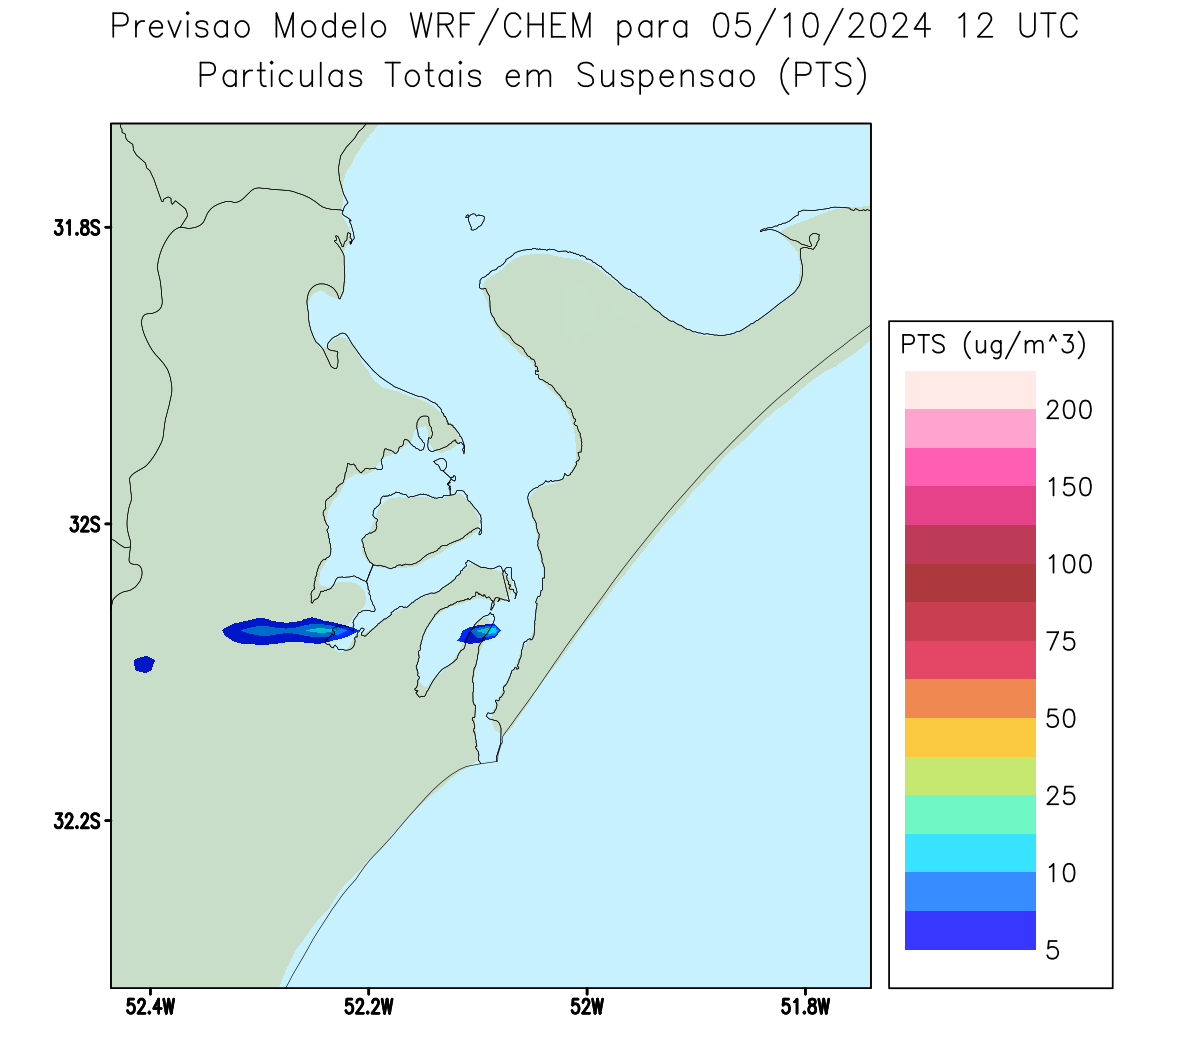 Previsao Modelo WRF/CHEM para 05/10/2024 12 UTC
Particulas Totais em Suspensao (PTS)
31.8S
32S
32.2S
52.4W 52.2W 52W 51.8W
PTS (ug/m^3)
200
150
100
75
50
25
10
5